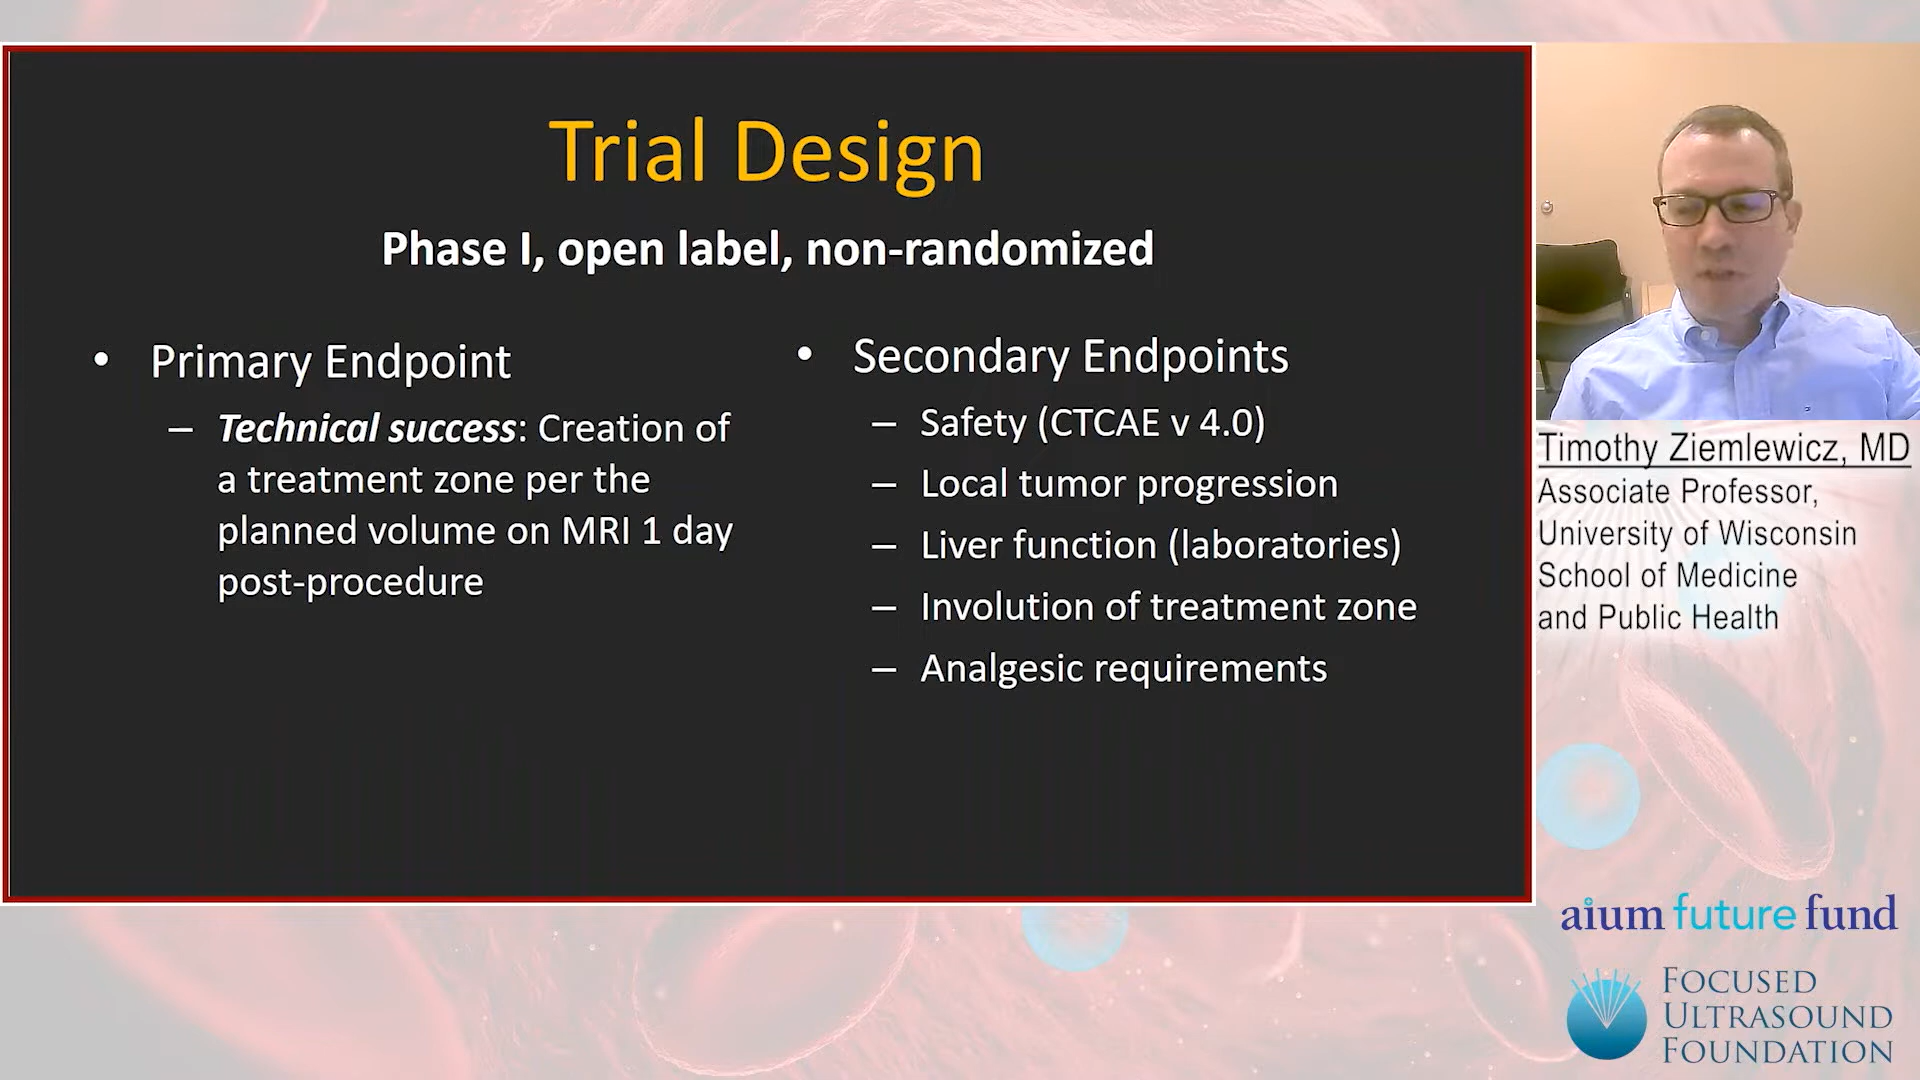 Trial Design
Phase I, open label, non-randomized
• Primary Endpoint
– Technical success: Creation of
a treatment zone per the
planned volume on MRI 1 day
post-procedure
• Secondary Endpoints
– Safety (CTCAE v 4.0)
– Local tumor progression
– Liver function (laboratories)
– Involution of treatment zone
– Analgesic requirements
Timothy Ziemlewicz, MD
Associate Professor,
University of Wisconsin
School of Medicine
and Public Health
aium future fund
FOCUSED
ULTRASOUND
FOUNDATION